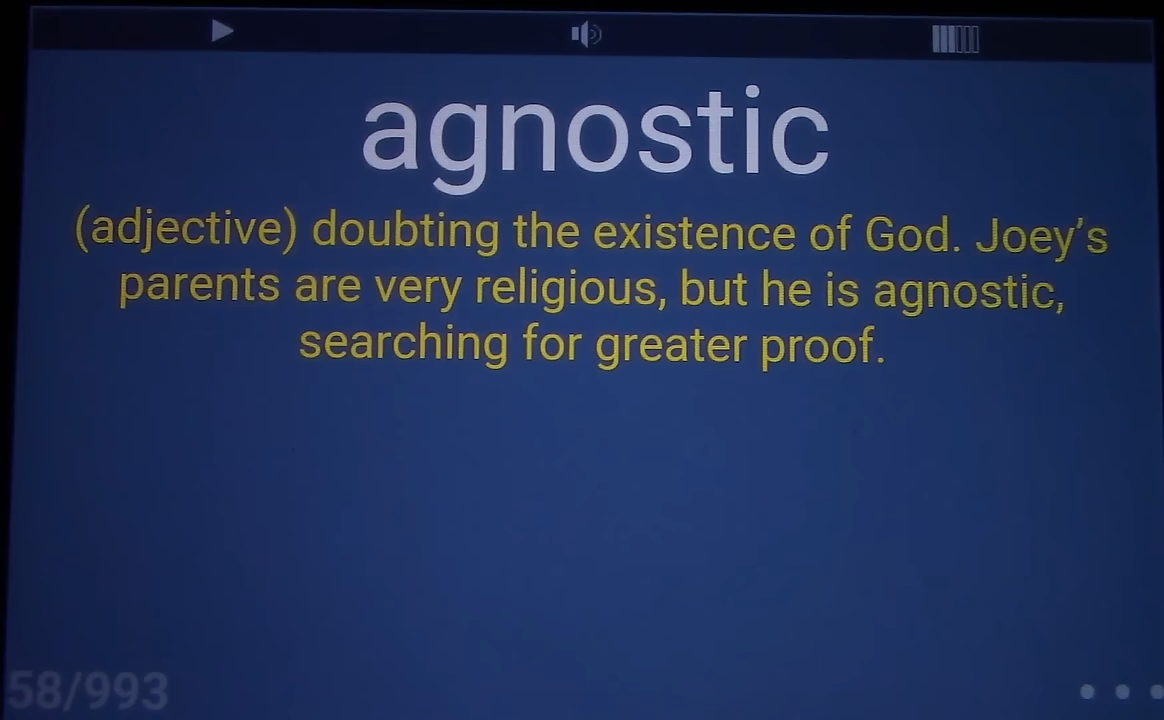 agnostic
(adjective) doubting the existence of God. Joey's
parents are very religious, but he is agnostic,
searching for greater proof.
58/993